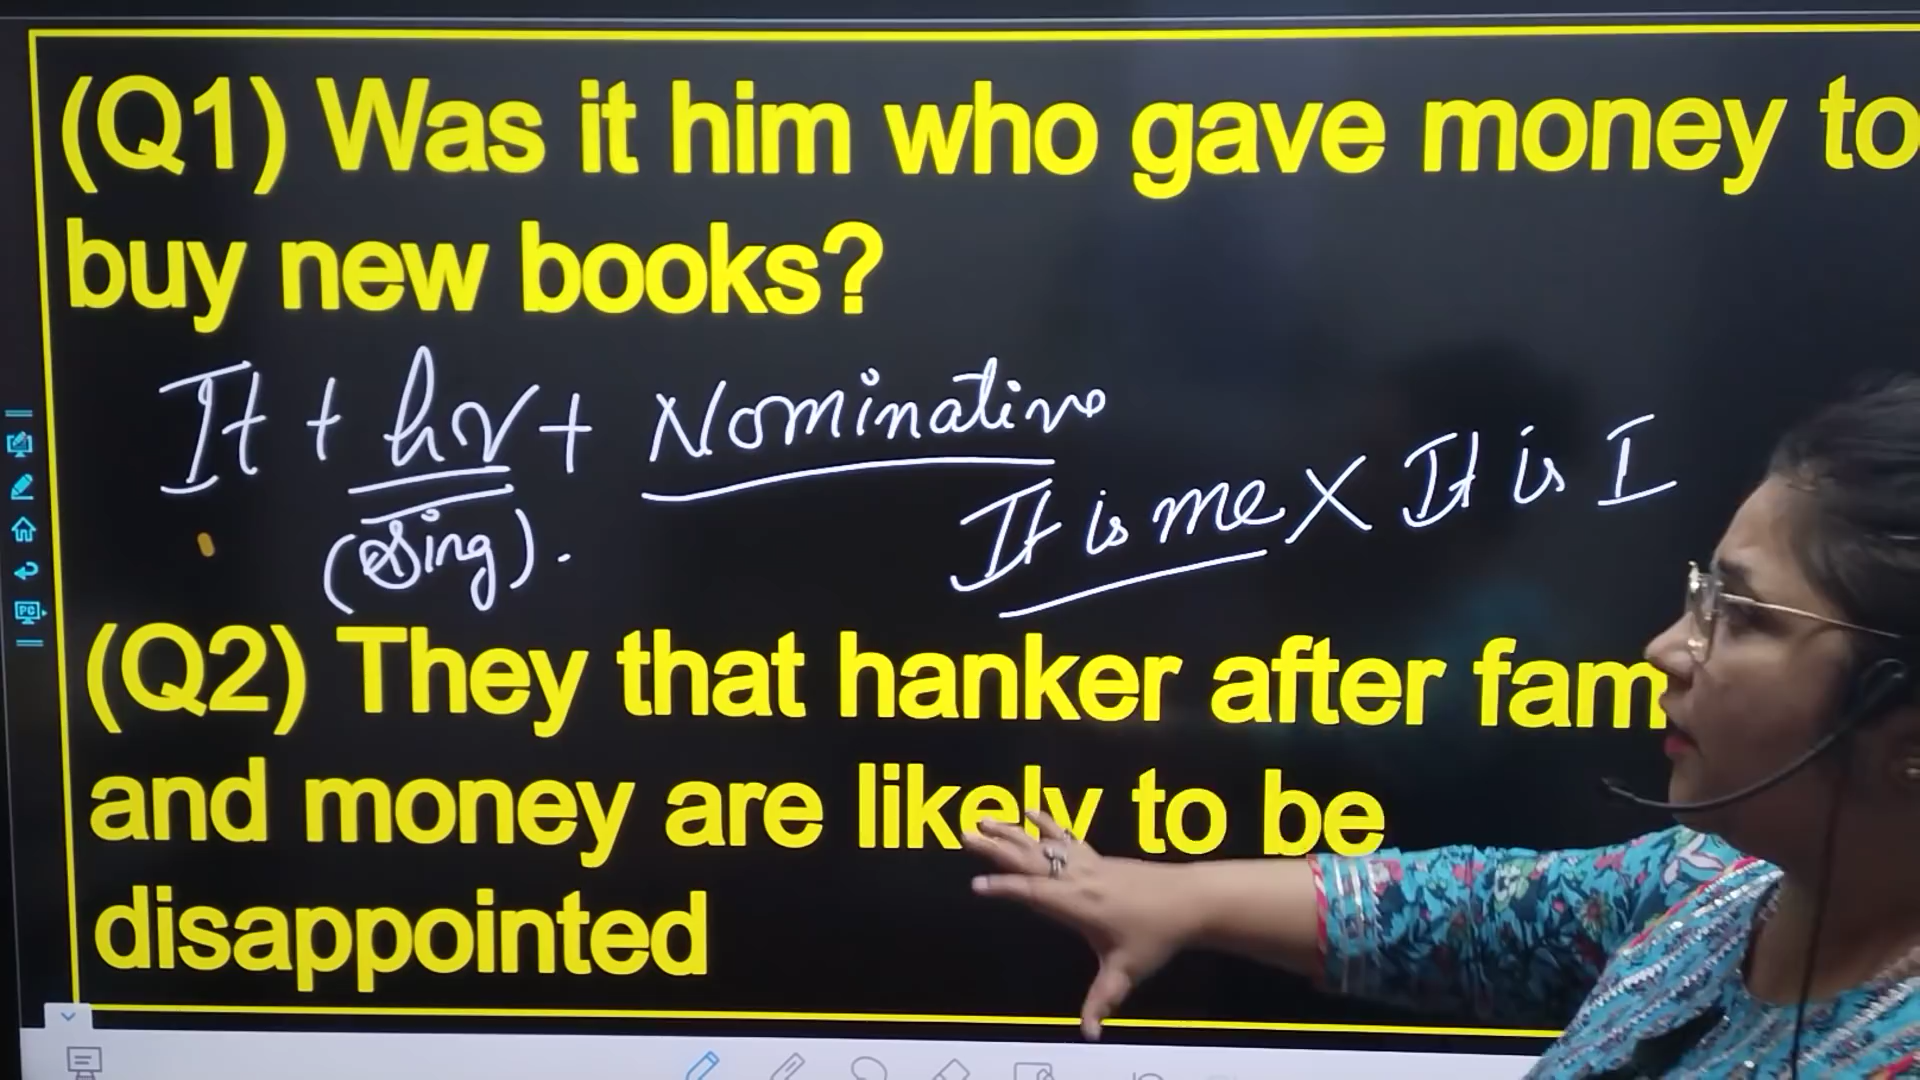 (Q1) Was it him who gave money to
buy new books?
It + hv + Nominative
(Sing).
It is me X It is I
(Q2) They that hanker after fam
and money are likely to be
disappointed